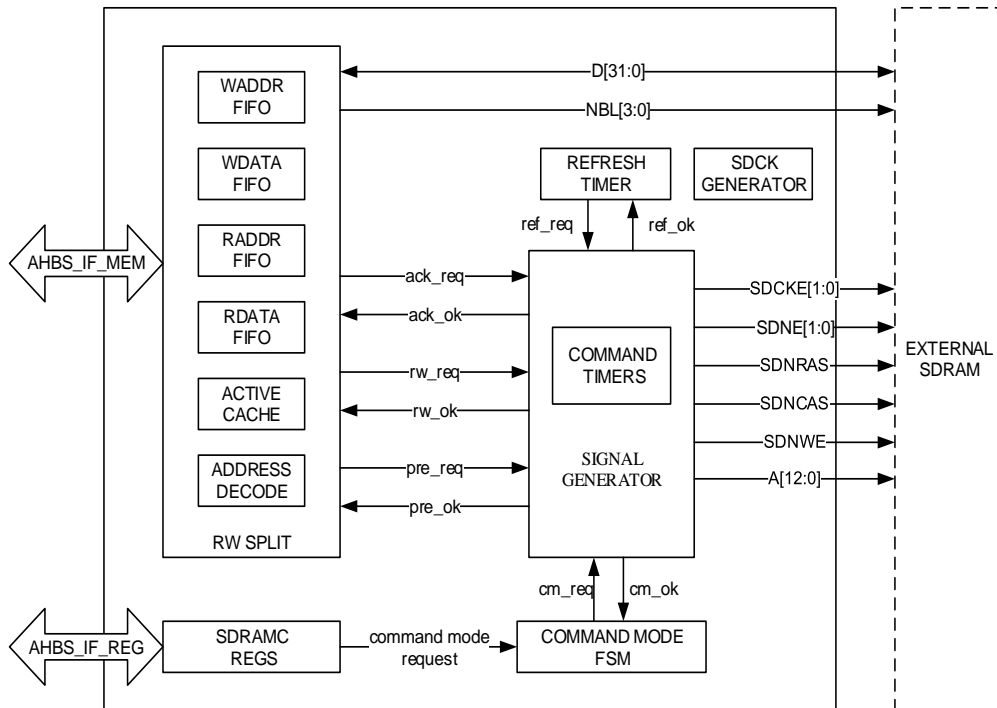 WADDR
FIFO
WDATA
FIFO
RADDR
FIFO
RDATA
FIFO
ACTIVE
CACHE
ADDRESS
DECODE
RW SPLIT
AHBS_IF_MEM
D[31:0]
NBL[3:0]
REFRESH
TIMER
SDCK
GENERATOR
ref_req
ref_ok
ack_req
ack_ok
rw_req
rw_ok
pre_req
pre_ok
COMMAND
TIMERS
SIGNAL
GENERATOR
SDCKE[1:0]
SDNE[1:0]
SDNRAS
SDNCAS
SDNWE
A[12:0]
EXTERNAL
SDRAM
cm_req
cm_ok
AHBS_IF_REG
SDRAMC
REGS
command mode
request
COMMAND MODE
FSM